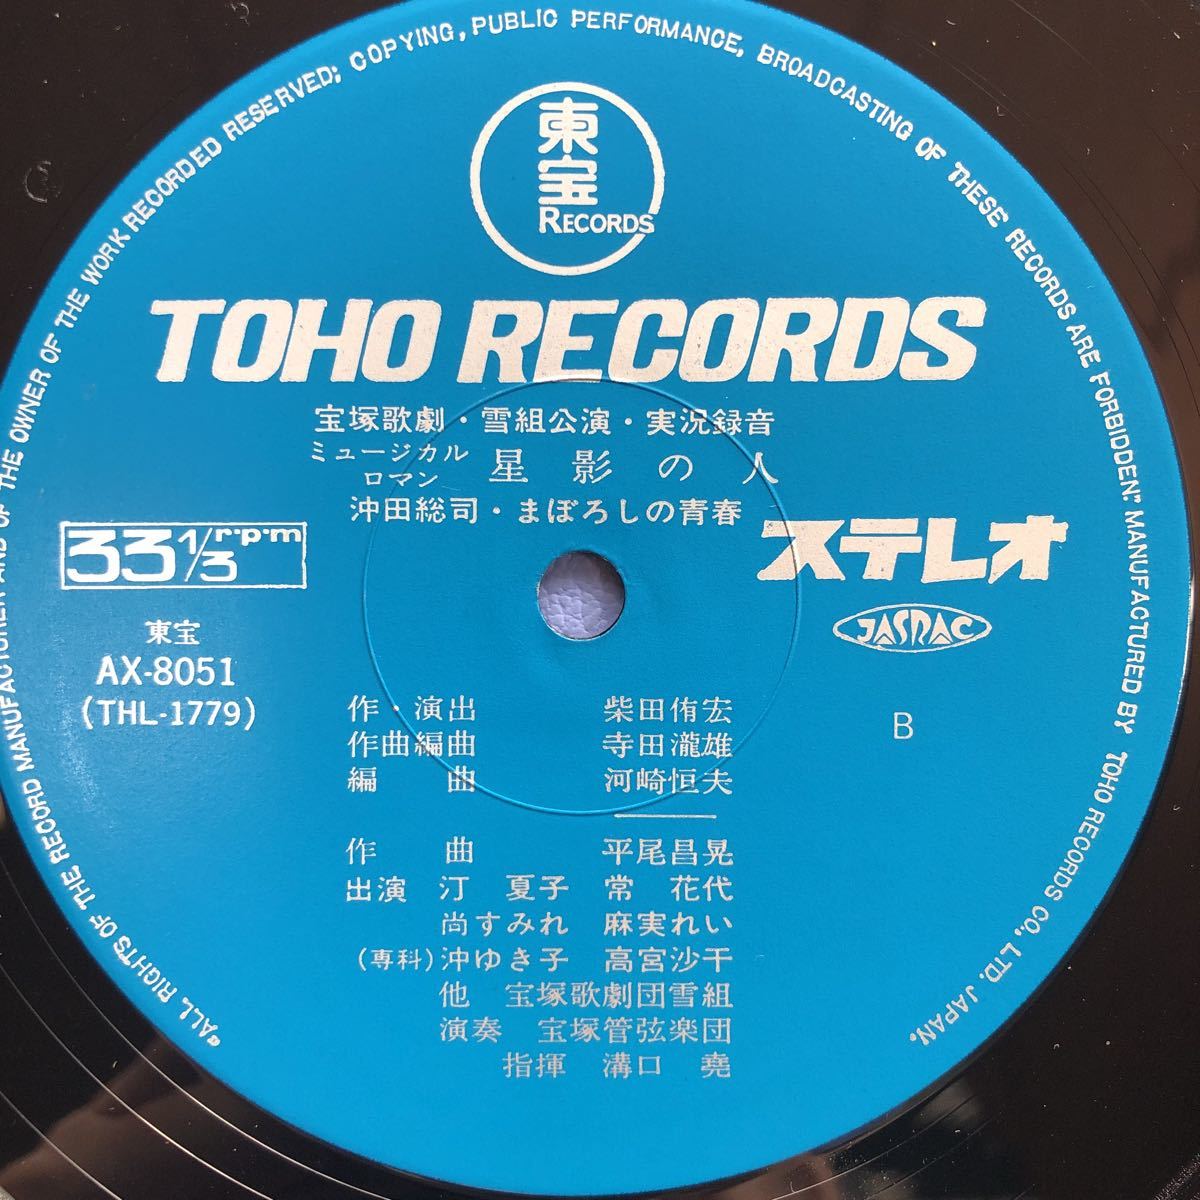 東宝
RECORDS
TOHO RECORDS
宝塚歌劇・雪組公演・実況録音
ミュージカル
ロマン 星影の人
沖田総司・まぼろしの青春
33 1/3 rpm
ステレオ
JASRAC
東宝
AX-8051
(THL-1779)
B
作・演出 柴田侑宏
作曲編曲 寺田瀧雄
編曲 河崎恒夫
作曲 平尾昌晃
出演 汀夏子 常花代
尚すみれ 麻実れい
(専科)沖ゆき子 高宮沙千
他 宝塚歌劇団雪組
演奏 宝塚管弦楽団
指揮 溝口堯
"ALL RIGHTS OF THE RECORD MANUFACTURER AND OF THE OWNER OF THE WORK RECORDED RESERVED; COPYING, PUBLIC PERFORMANCE, BROADCASTING OF THESE RECORDS ARE FORBIDDEN." MANUFACTURED BY TOHO RECORDS CO., LTD. JAPAN.